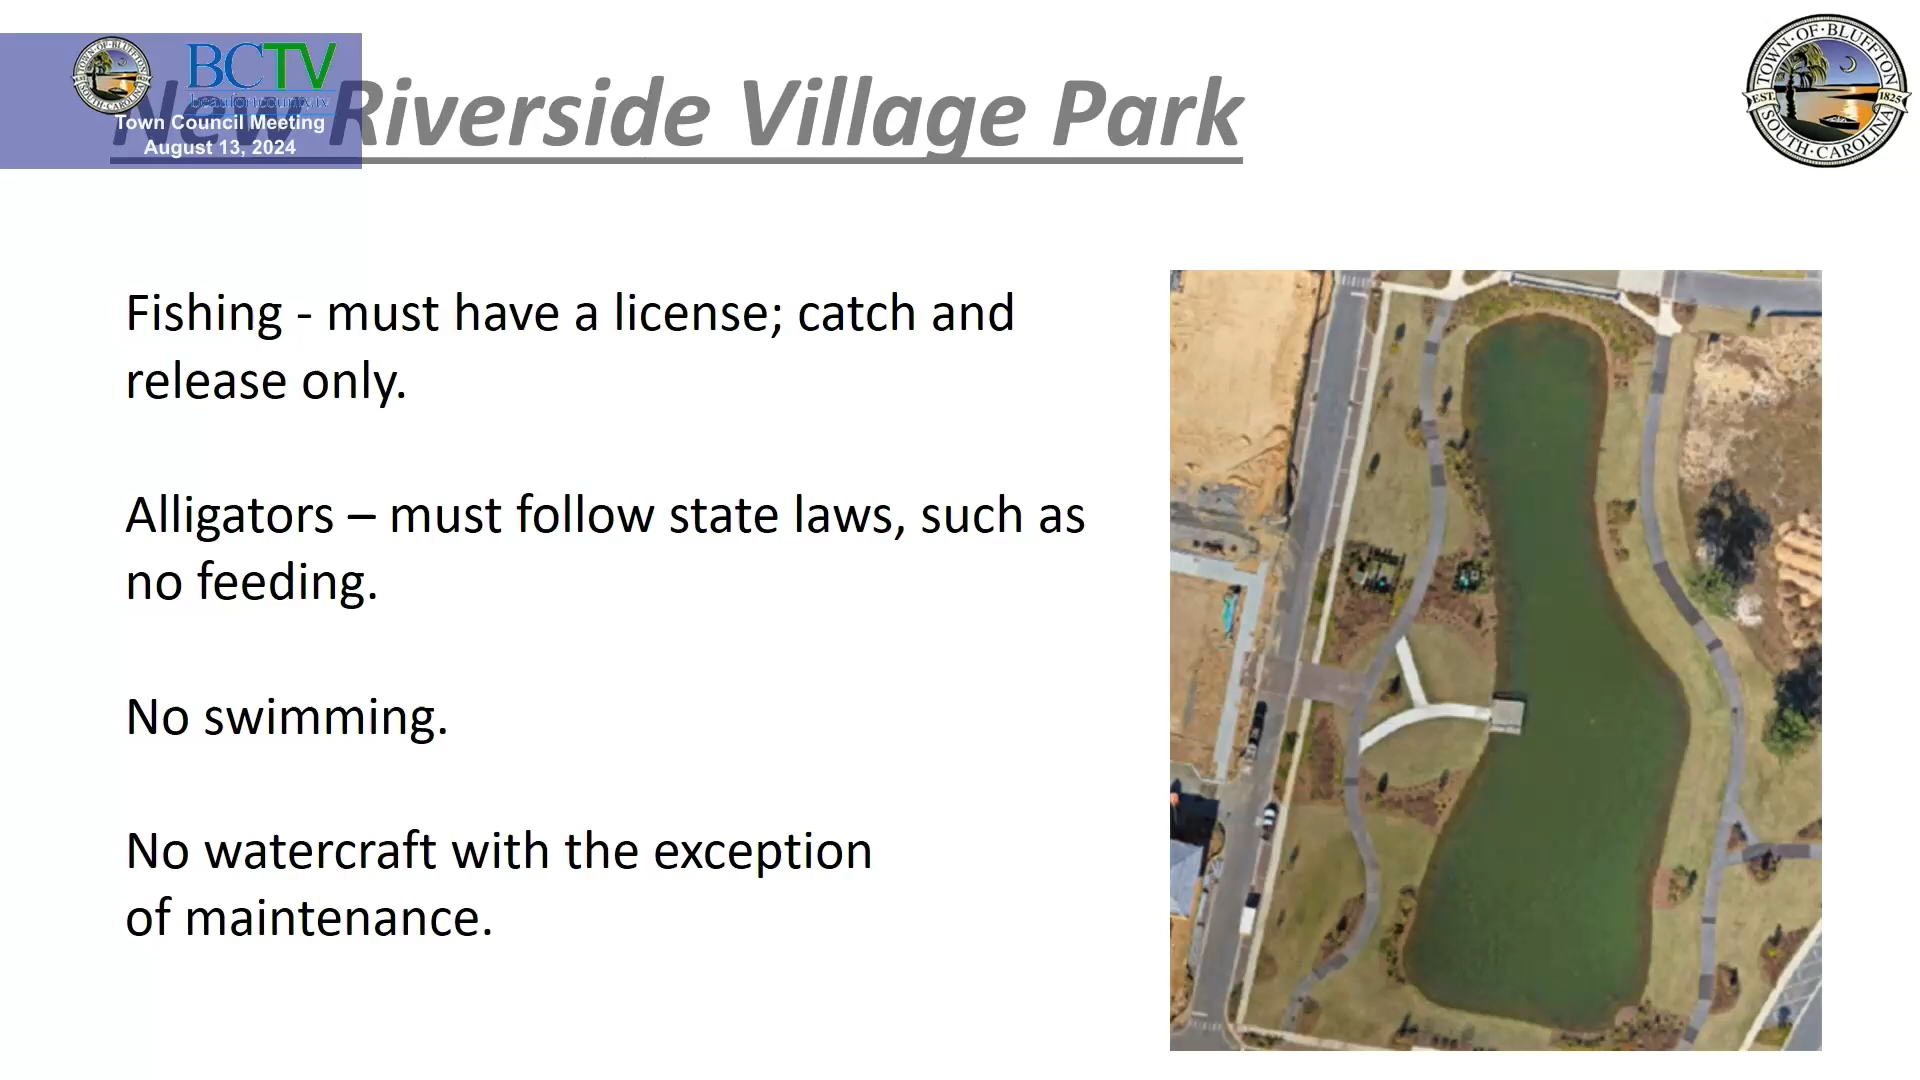 BCTV
beaufortcountysc.tv
Town Council Meeting
August 13, 2024
New Riverside Village Park
TOWN·OF·BLUFFTON
EST. 1825
SOUTH·CAROLINA
Fishing - must have a license; catch and
release only.
Alligators – must follow state laws, such as
no feeding.
No swimming.
No watercraft with the exception
of maintenance.